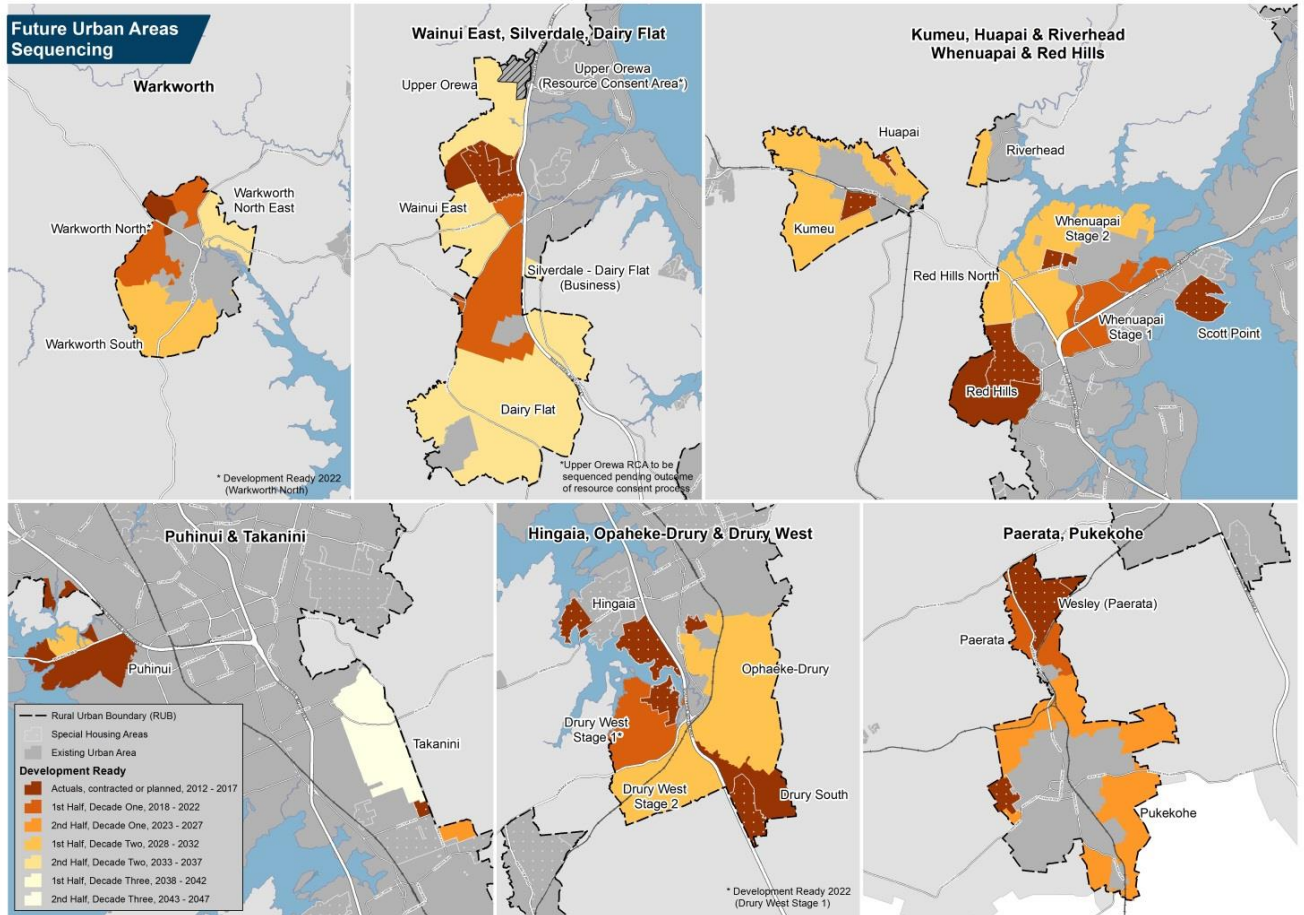 Future Urban Areas
Sequencing
Warkworth
Warkworth
North East
Warkworth North*
Warkworth South
* Development Ready 2022
(Warkworth North)
Wainui East, Silverdale, Dairy Flat
Upper Orewa
Upper Orewa
(Resource Consent Area*)
Wainui East
Silverdale - Dairy Flat
(Business)
Dairy Flat
*Upper Orewa RCA to be
sequenced pending outcome
of resource consent process
Kumeu, Huapai & Riverhead
Whenuapai & Red Hills
Huapai
Riverhead
Kumeu
Whenuapai
Stage 2
Red Hills North
Whenuapai
Stage 1
Scott Point
Red Hills
Puhinui & Takanini
Puhinui
Takanini
Rural Urban Boundary (RUB)
Special Housing Areas
Existing Urban Area
Development Ready
Actuals, contracted or planned, 2012 - 2017
1st Half, Decade One, 2018 - 2022
2nd Half, Decade One, 2023 - 2027
1st Half, Decade Two, 2028 - 2032
2nd Half, Decade Two, 2033 - 2037
1st Half, Decade Three, 2038 - 2042
2nd Half, Decade Three, 2043 - 2047
Hingaia, Opaheke-Drury & Drury West
Hingaia
Ophaeke-Drury
Drury West
Stage 1*
Drury West
Stage 2
Drury South
* Development Ready 2022
(Drury West Stage 1)
Paerata, Pukekohe
Wesley (Paerata)
Paerata
Pukekohe